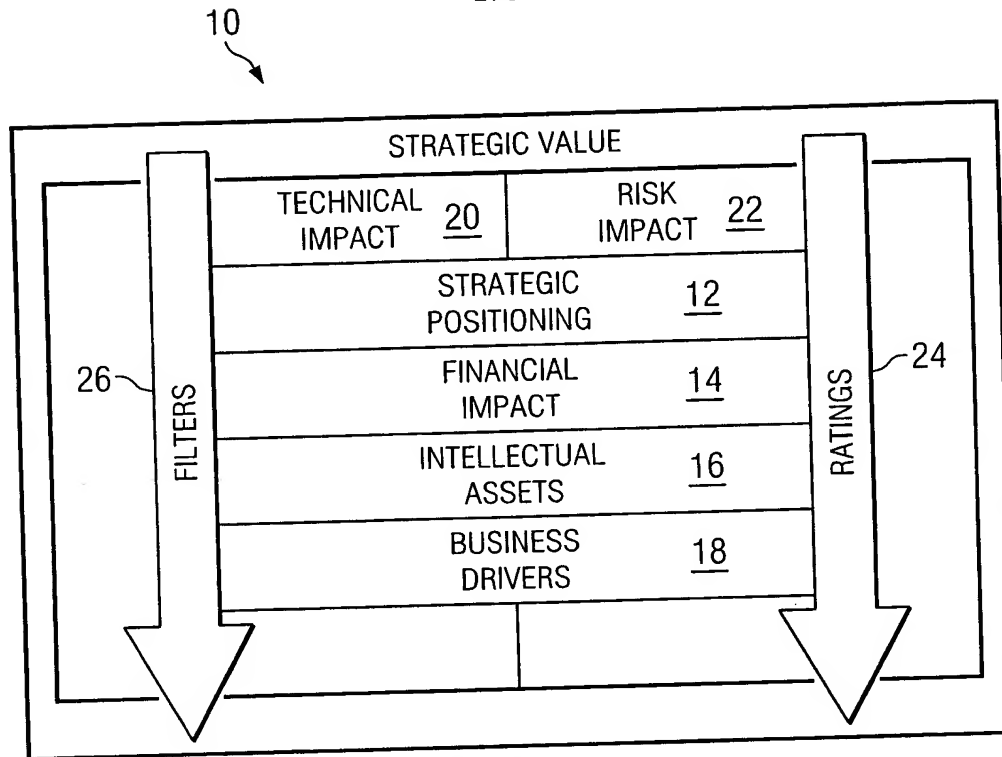 10
STRATEGIC VALUE
TECHNICAL
IMPACT 20
RISK
IMPACT 22
STRATEGIC
POSITIONING 12
FINANCIAL
IMPACT 14
INTELLECTUAL
ASSETS 16
BUSINESS
DRIVERS 18
26
FILTERS
RATINGS
24